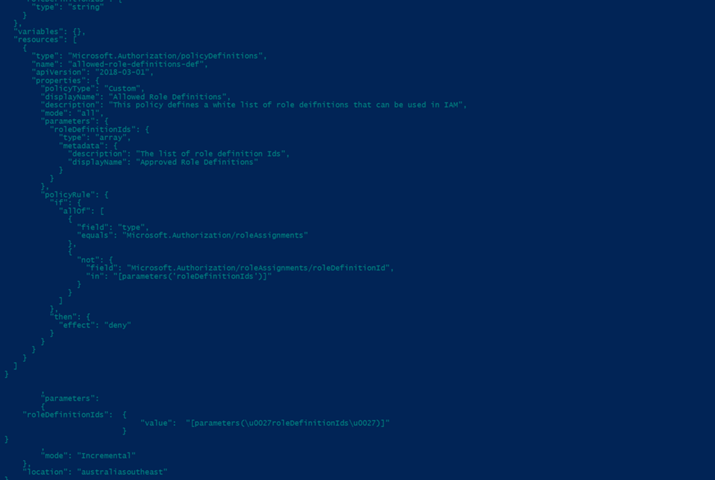 "type": "string"
}
},
"variables": {},
"resources": [
{
"type": "Microsoft.Authorization/policyDefinitions",
"name": "allowed-role-definitions-def",
"apiVersion": "2018-03-01",
"properties": {
"policyType": "Custom",
"displayName": "Allowed Role Definitions",
"description": "This policy defines a white list of role deifnitions that can be used in IAM",
"mode": "all",
"parameters": {
"roleDefinitionIds": {
"type": "array",
"metadata": {
"description": "The list of role definition Ids",
"displayName": "Approved Role Definitions"
}
}
},
"policyRule": {
"if": {
"allOf": [
{
"field": "type",
"equals": "Microsoft.Authorization/roleAssignments"
},
{
"not": {
"field": "Microsoft.Authorization/roleAssignments/roleDefinitionId",
"in": "[parameters('roleDefinitionIds')]"
}
}
]
},
"then": {
"effect": "deny"
}
}
}
}
]
}
,
"parameters":
{
"roleDefinitionIds": {
"value": "[parameters(\u0027roleDefinitionIds\u0027)]"
}
}
,
"mode": "Incremental"
},
"location": "australiasoutheast"